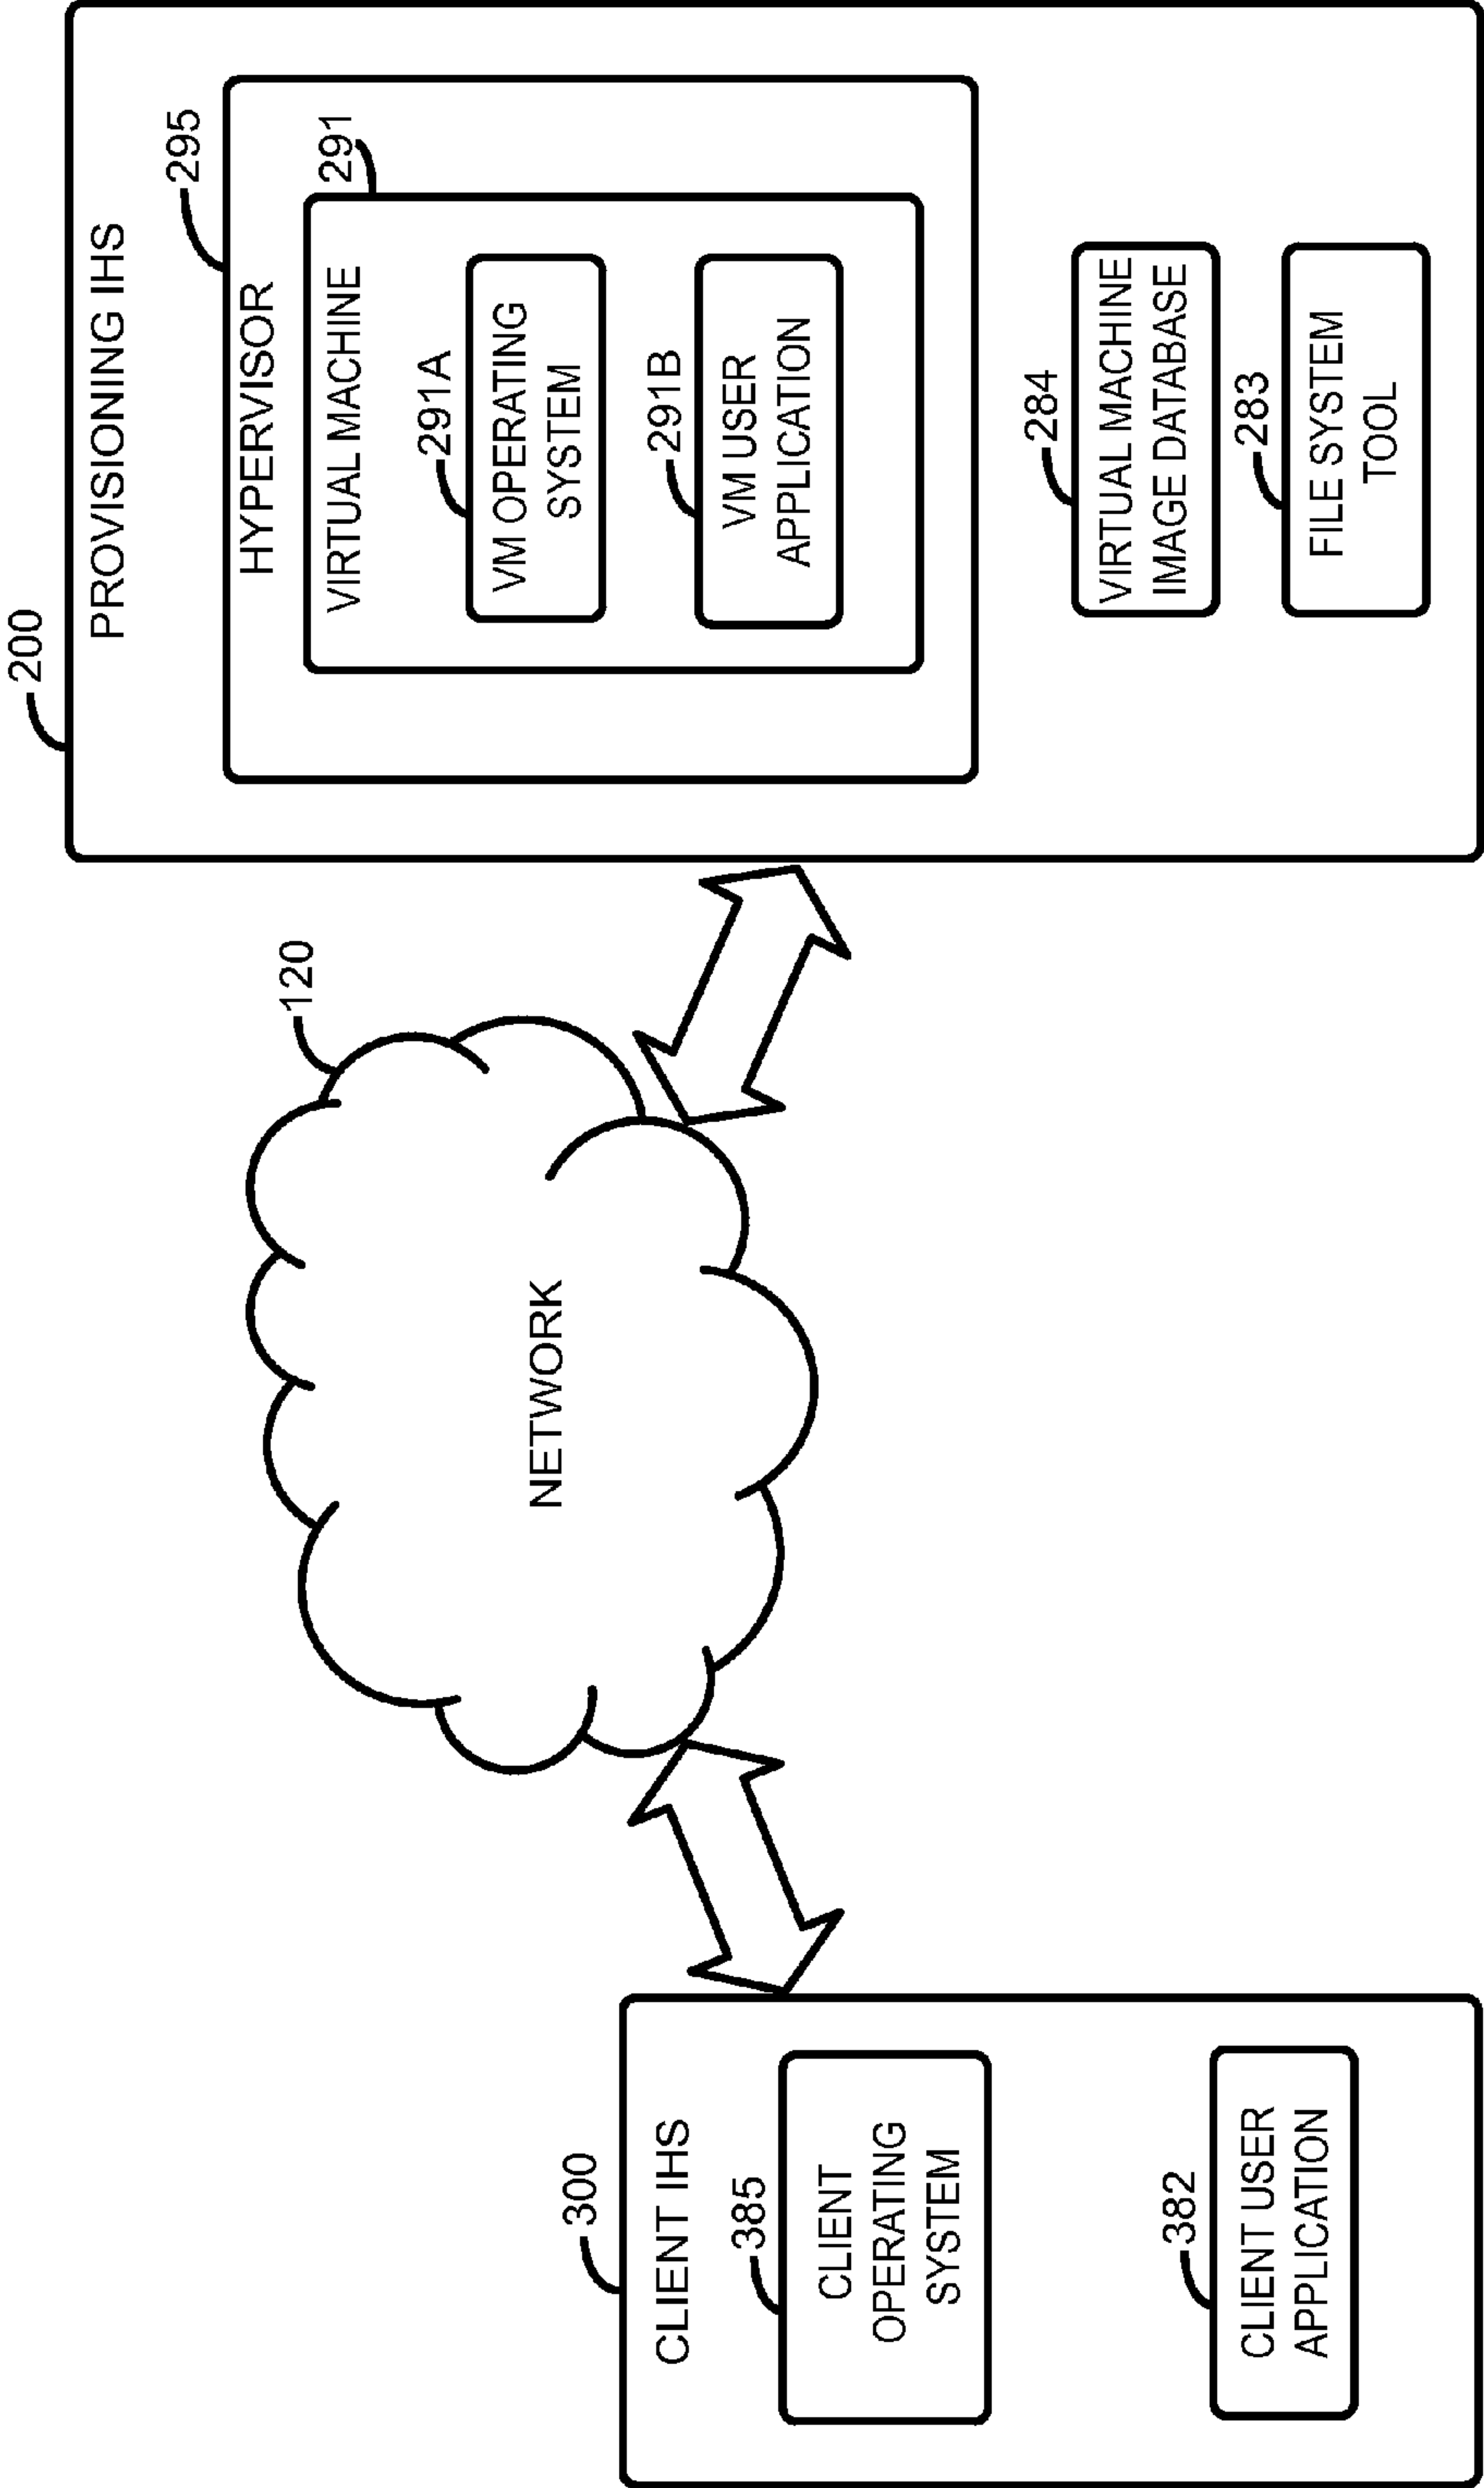 300
CLIENT IHS
385
CLIENT
OPERATING
SYSTEM
382
CLIENT USER
APPLICATION
120
NETWORK
200
PROVISIONING IHS
295
HYPERVISOR
291
VIRTUAL MACHINE
291A
VM OPERATING
SYSTEM
291B
VM USER
APPLICATION
284
VIRTUAL MACHINE
IMAGE DATABASE
283
FILE SYSTEM
TOOL